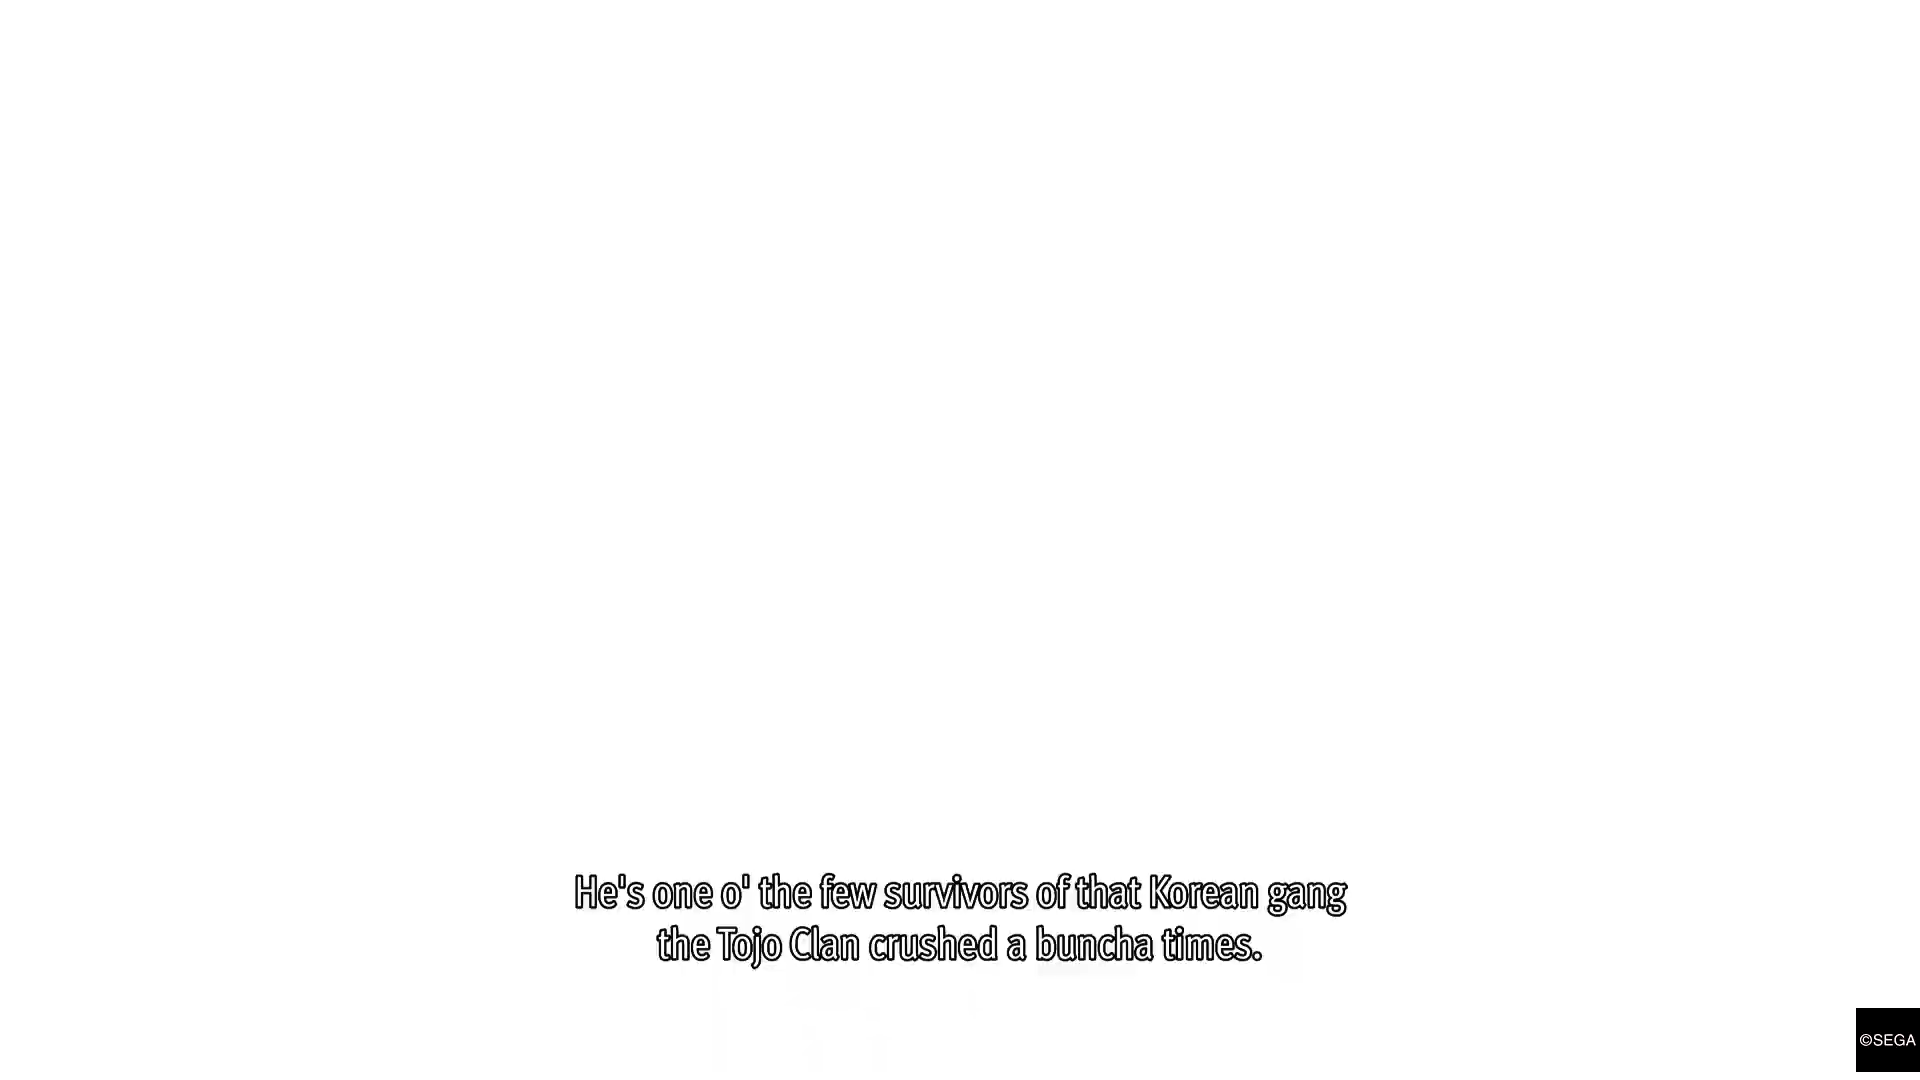 He's one o' the few survivors of that Korean gang
the Tojo Clan crushed a buncha times.
©SEGA